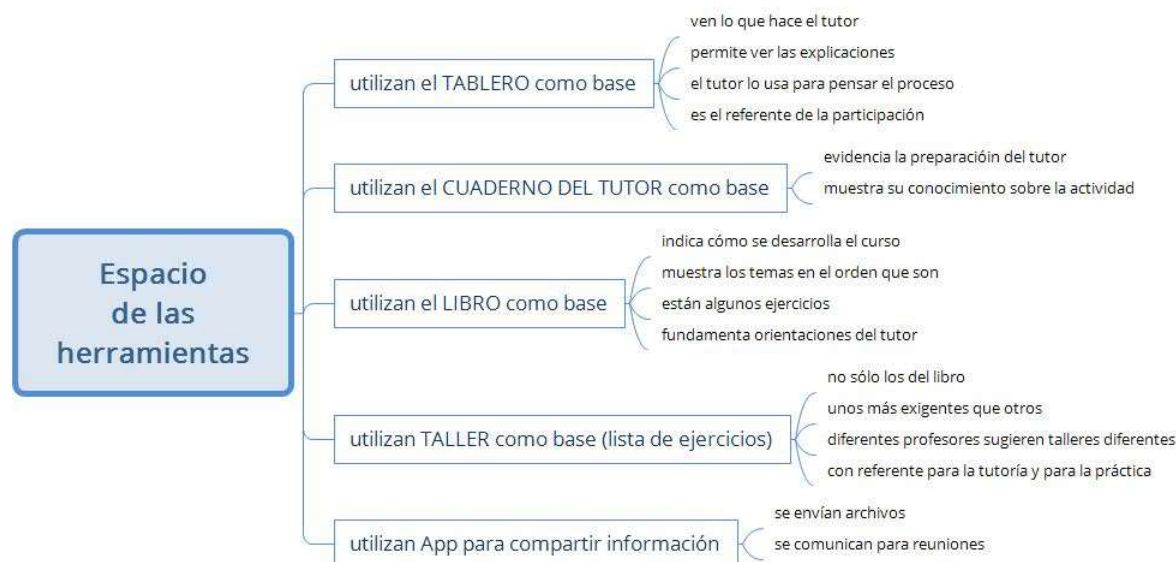 Espacio
de las
herramientas
utilizan el TABLERO como base
ven lo que hace el tutor
permite ver las explicaciones
el tutor lo usa para pensar el proceso
es el referente de la participación
utilizan el CUADERNO DEL TUTOR como base
evidencia la preparacióin del tutor
muestra su conocimiento sobre la actividad
utilizan el LIBRO como base
indica cómo se desarrolla el curso
muestra los temas en el orden que son
están algunos ejercicios
fundamenta orientaciones del tutor
utilizan TALLER como base (lista de ejercicios)
no sólo los del libro
unos más exigentes que otros
diferentes profesores sugieren talleres diferentes
con referente para la tutoría y para la práctica
utilizan App para compartir información
se envían archivos
se comunican para reuniones